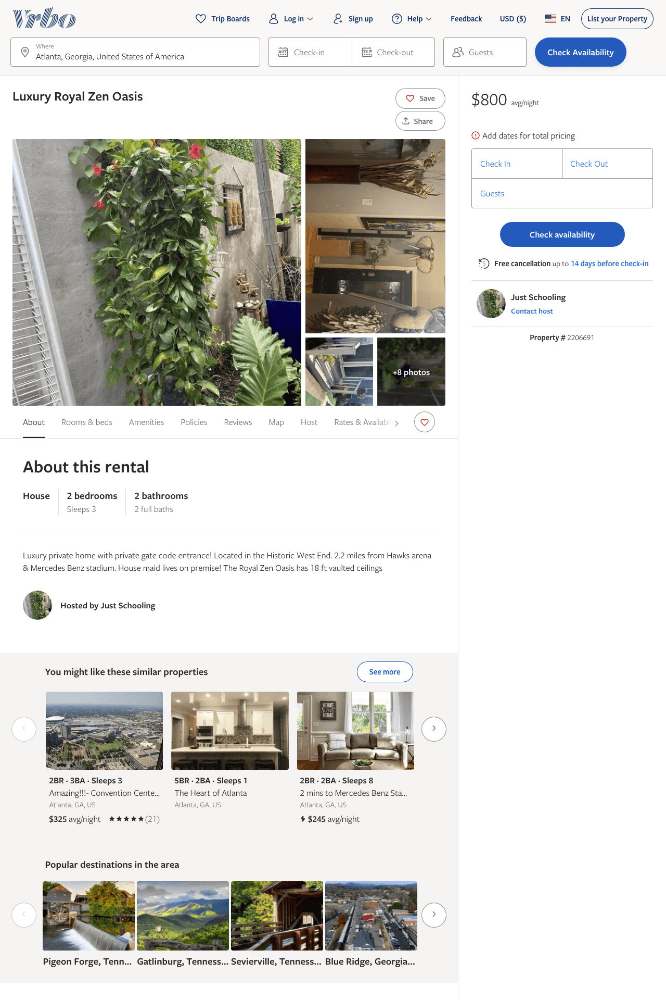 Vrbo
Trip Boards
Log in
Sign up
Help
Feedback
USD ($)
EN
List your Property
Where
Atlanta, Georgia, United States of America
Check-in
Check-out
Guests
Check Availability
Luxury Royal Zen Oasis
Save
Share
+8 photos
$800 avg/night
Add dates for total pricing
Check In
Check Out
Guests
Check availability
Free cancellation up to 14 days before check-in
Just Schooling
Contact host
Property # 2206691
About
Rooms & beds
Amenities
Policies
Reviews
Map
Host
Rates & Availabili
About this rental
House
2 bedrooms
Sleeps 3
2 bathrooms
2 full baths
Luxury private home with private gate code entrance! Located in the Historic West End. 2.2 miles from Hawks arena
& Mercedes Benz stadium. House maid lives on premise! The Royal Zen Oasis has 18 ft vaulted ceilings
Hosted by Just Schooling
You might like these similar properties
See more
HOME
Sweet
HOME
2BR · 3BA · Sleeps 3
Amazing!!!- Convention Cente...
Atlanta, GA, US
$325 avg/night
(21)
5BR · 2BA · Sleeps 1
The Heart of Atlanta
Atlanta, GA, US
2BR · 2BA · Sleeps 8
2 mins to Mercedes Benz Sta...
Atlanta, GA, US
$245 avg/night
Popular destinations in the area
Pigeon Forge, Tenn...
Gatlinburg, Tenness...
Sevierville, Tenness...
Blue Ridge, Georgia...